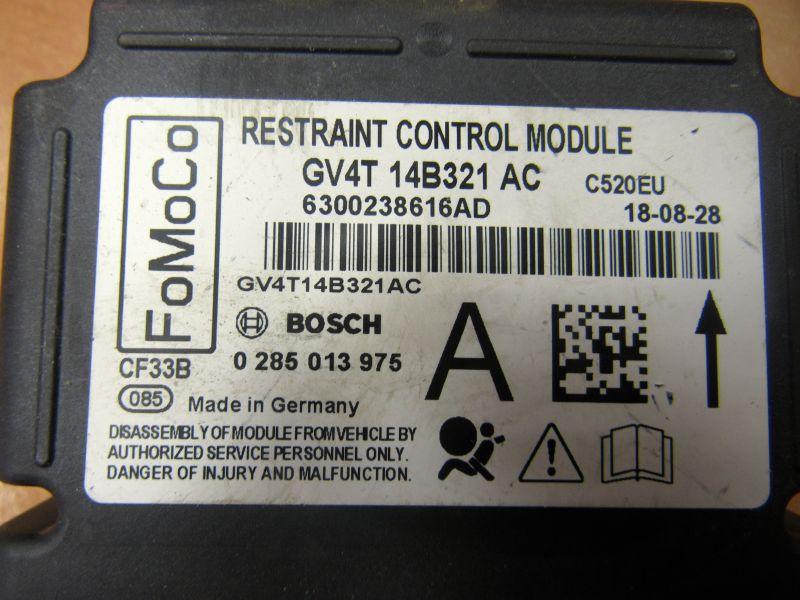 FoMoCo
RESTRAINT CONTROL MODULE
GV4T 14B321 AC C520EU
6300238616AD 18-08-28
GV4T14B321AC
BOSCH
0 285 013 975
A
CF33B
085
Made in Germany
DISASSEMBLY OF MODULE FROM VEHICLE BY
AUTHORIZED SERVICE PERSONNEL ONLY.
DANGER OF INJURY AND MALFUNCTION.